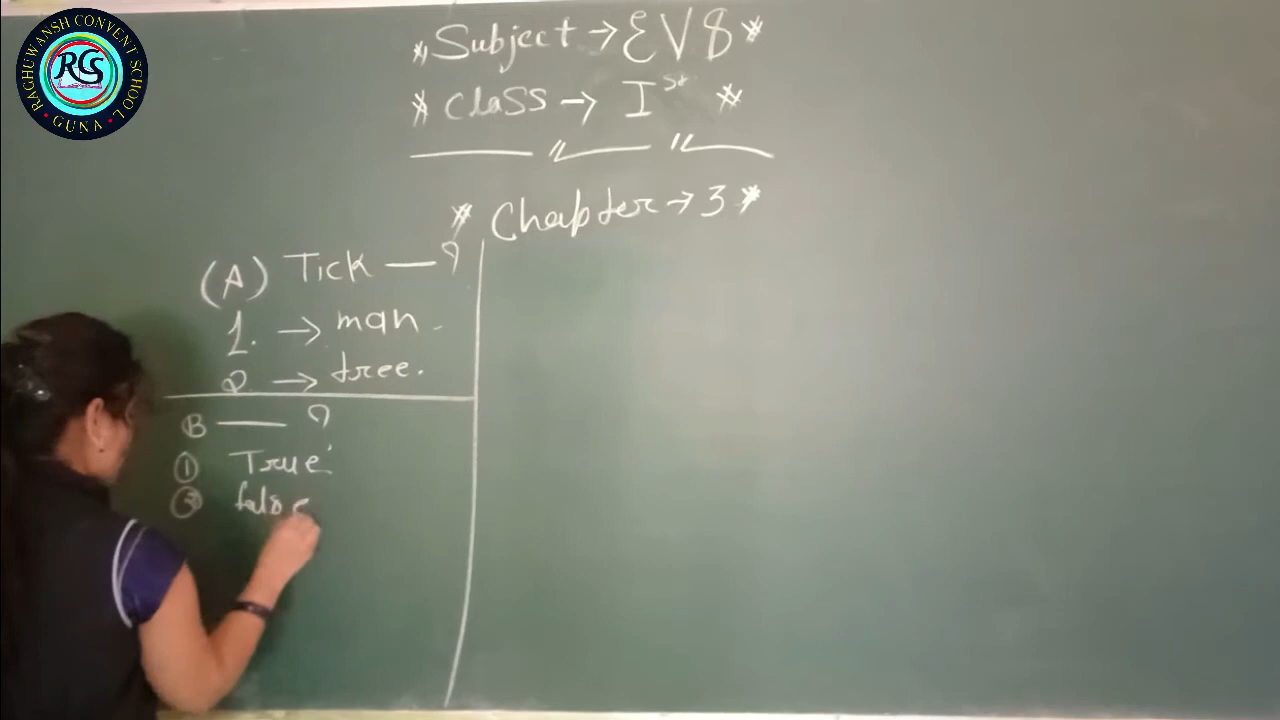 RAGHUWANSH CONVENT SCHOOL
RCS
• GUNA •
* Subject → EVS *
* Class → Ist *
* Chapter → 3 *
(A) Tick — ?
1. → man.
2. → tree.
B — ?
① True
② false